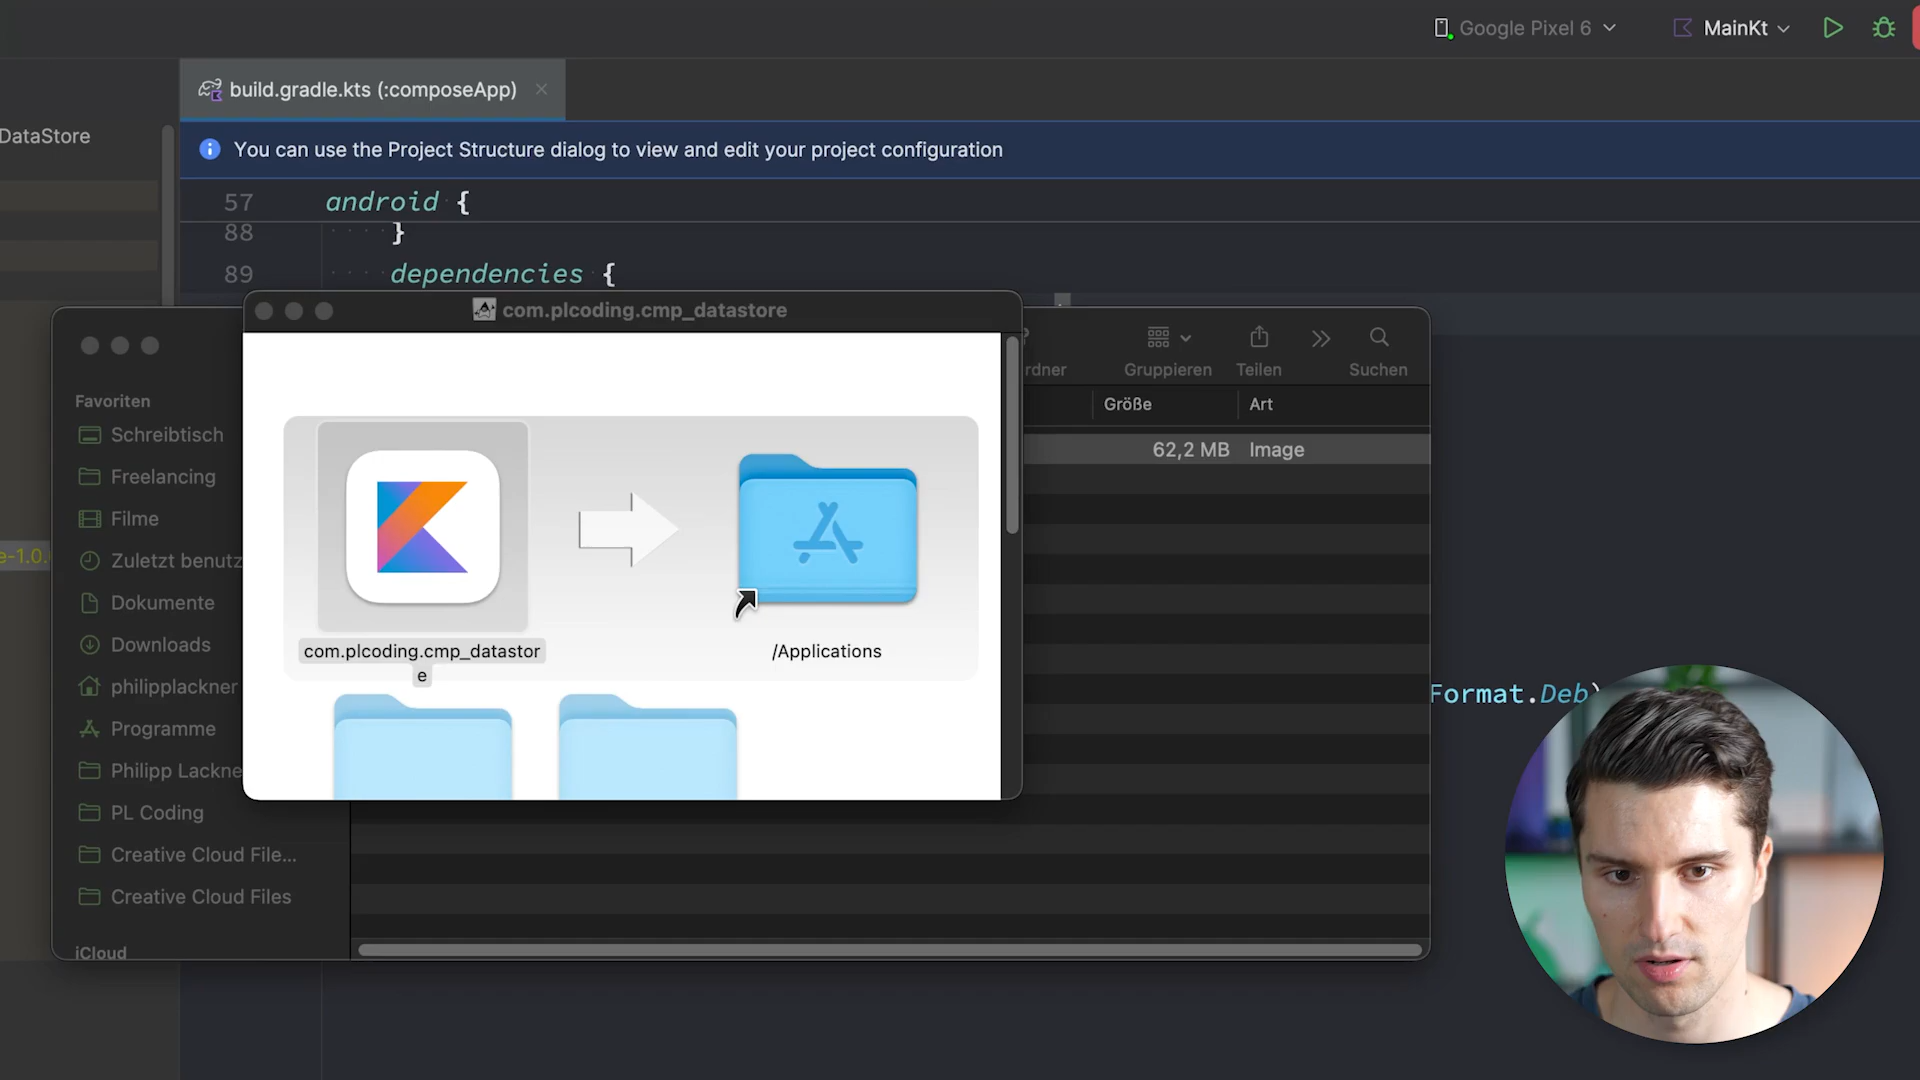 Google Pixel 6
MainKt
build.gradle.kts (:composeApp)
DataStore
You can use the Project Structure dialog to view and edit your project configuration
57 android {
88 }
89 dependencies {
com.plcoding.cmp_datastore
Gruppieren
Teilen
Suchen
Favoriten
Größe
Art
Schreibtisch
62,2 MB
Image
Freelancing
Filme
Zuletzt benutz
e-1.0.
Dokumente
Downloads
com.plcoding.cmp_datastor
e
/Applications
philipplackner
Format.Deb
Programme
Philipp Lackne
PL Coding
Creative Cloud File...
Creative Cloud Files
iCloud